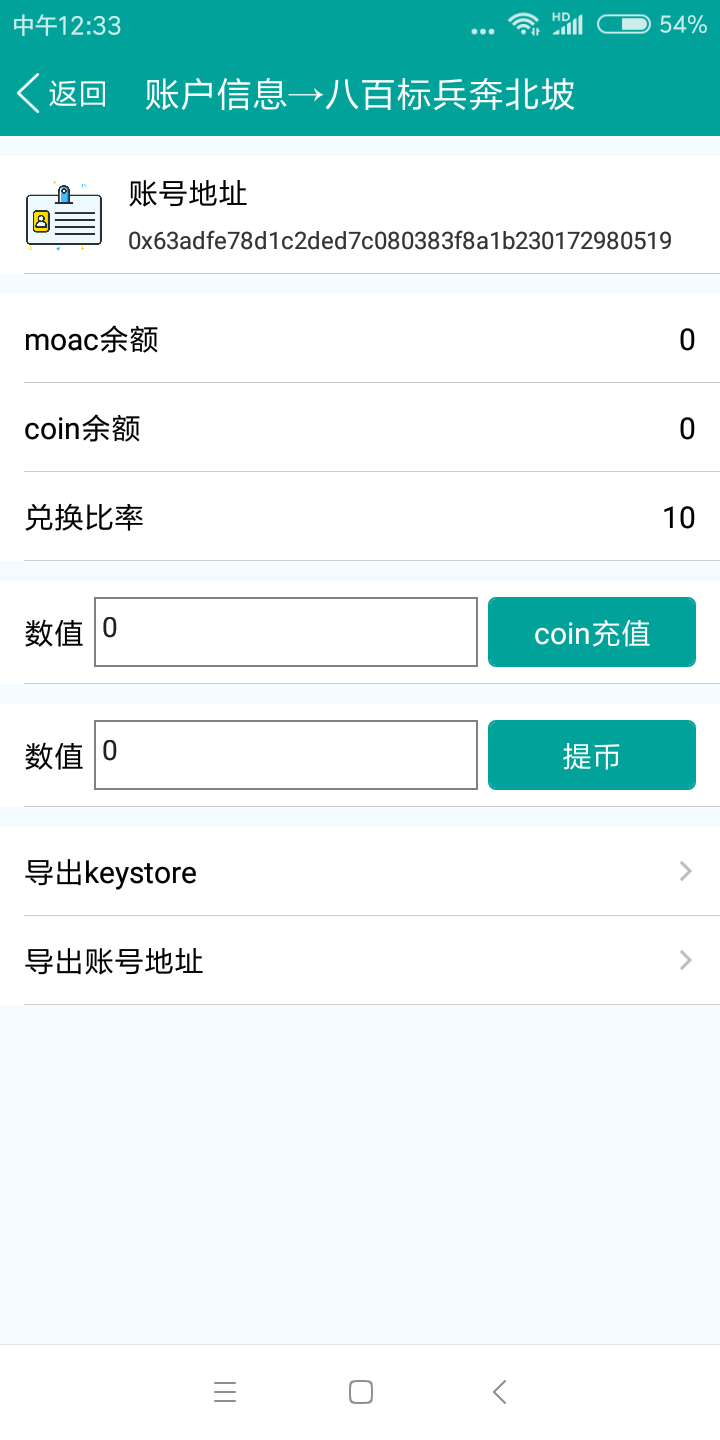 中午12:33
... HD 54%
返回 账户信息→八百标兵奔北坡
账号地址
0x63adfe78d1c2ded7c080383f8a1b230172980519
moac余额 0
coin余额 0
兑换比率 10
数值 0 coin充值
数值 0 提币
导出keystore
导出账号地址